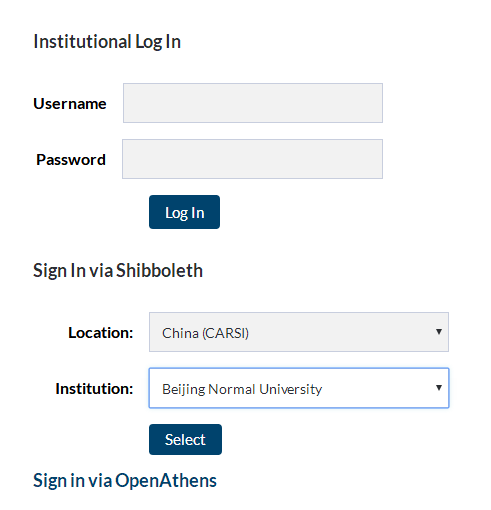 Institutional Log In
Username
Password
Log In
Sign In via Shibboleth
Location: China (CARSI)
Institution: Beijing Normal University
Select
Sign in via OpenAthens